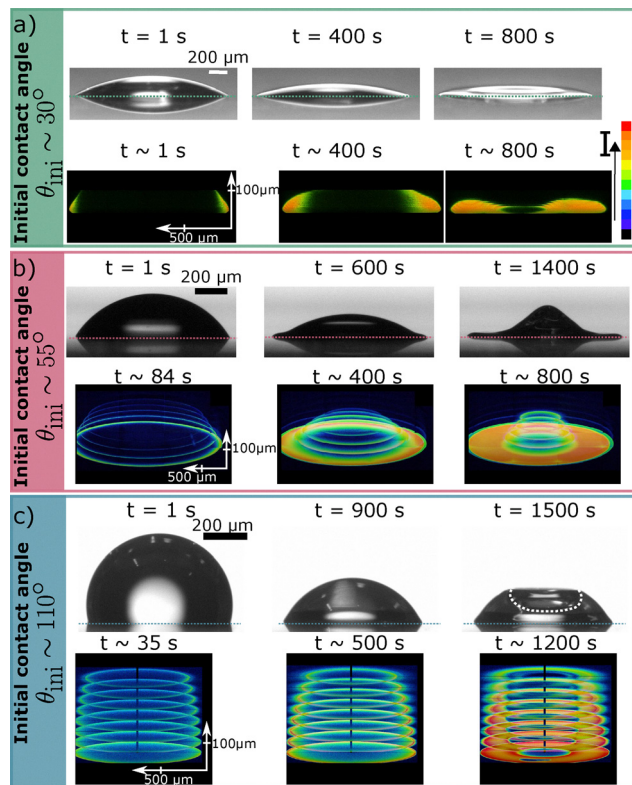 a)
Initial contact angle
θini ~ 30°
t = 1 s
t = 400 s
t = 800 s
200 µm
t ~ 1 s
t ~ 400 s
t ~ 800 s
I
100µm
500 µm
b)
Initial contact angle
θini ~ 55°
t = 1 s
t = 600 s
t = 1400 s
200 µm
t ~ 84 s
t ~ 400 s
t ~ 800 s
100µm
500 µm
c)
Initial contact angle
θini ~ 110°
t = 1 s
t = 900 s
t = 1500 s
200 µm
t ~ 35 s
t ~ 500 s
t ~ 1200 s
100µm
500 µm